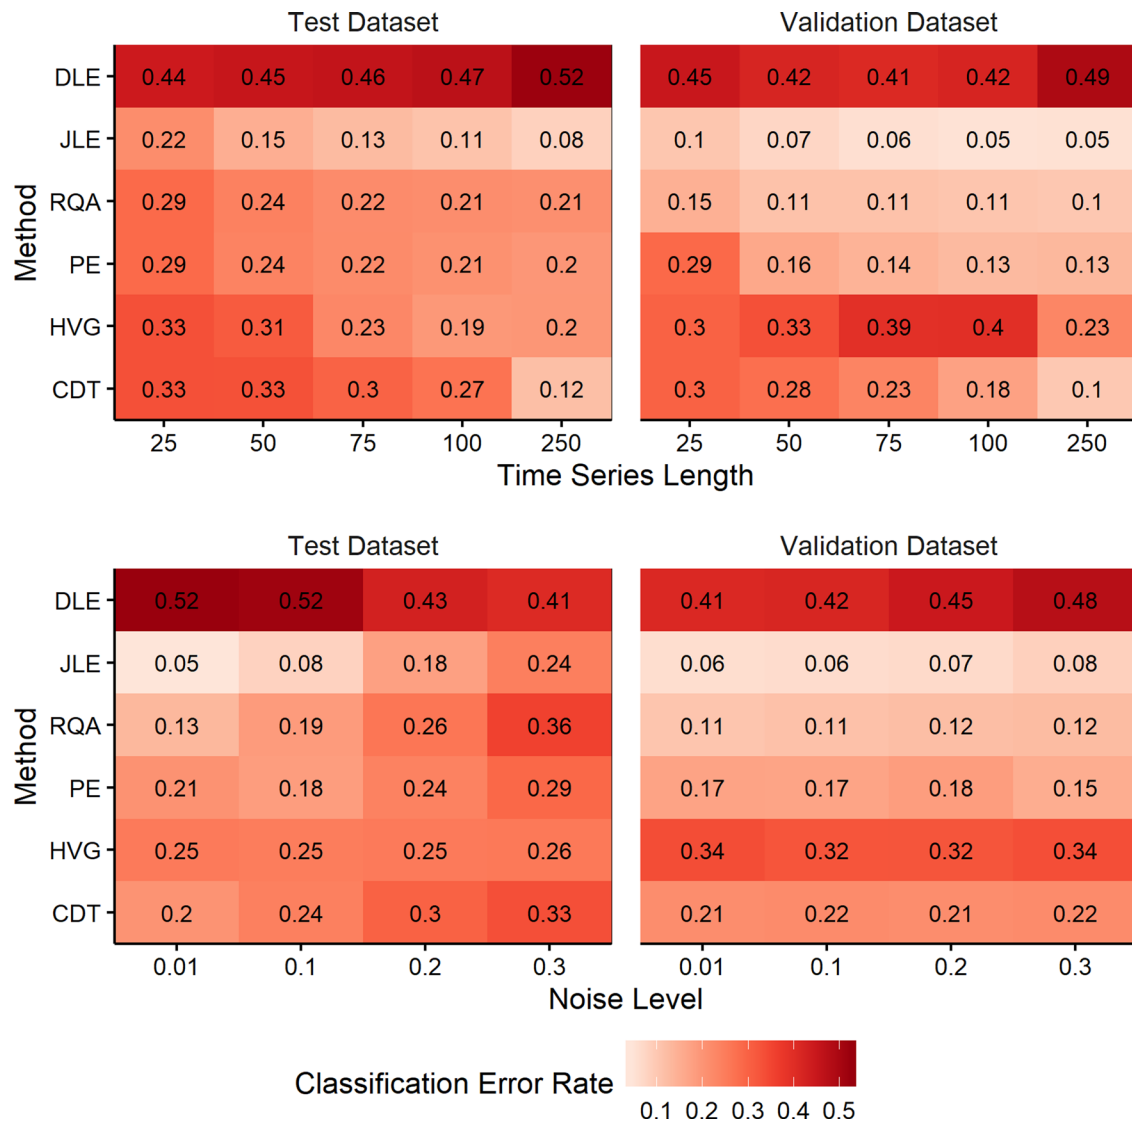 Test Dataset Validation Dataset
Method
DLE 0.44 0.45 0.46 0.47 0.52 0.45 0.42 0.41 0.42 0.49
JLE 0.22 0.15 0.13 0.11 0.08 0.1 0.07 0.06 0.05 0.05
RQA 0.29 0.24 0.22 0.21 0.21 0.15 0.11 0.11 0.11 0.1
PE 0.29 0.24 0.22 0.21 0.2 0.29 0.16 0.14 0.13 0.13
HVG 0.33 0.31 0.23 0.19 0.2 0.3 0.33 0.39 0.4 0.23
CDT 0.33 0.33 0.3 0.27 0.12 0.3 0.28 0.23 0.18 0.1
25 50 75 100 250 25 50 75 100 250
Time Series Length
Test Dataset Validation Dataset
Method
DLE 0.52 0.52 0.43 0.41 0.41 0.42 0.45 0.48
JLE 0.05 0.08 0.18 0.24 0.06 0.06 0.07 0.08
RQA 0.13 0.19 0.26 0.36 0.11 0.11 0.12 0.12
PE 0.21 0.18 0.24 0.29 0.17 0.17 0.18 0.15
HVG 0.25 0.25 0.25 0.26 0.34 0.32 0.32 0.34
CDT 0.2 0.24 0.3 0.33 0.21 0.22 0.21 0.22
0.01 0.1 0.2 0.3 0.01 0.1 0.2 0.3
Noise Level
Classification Error Rate
0.1 0.2 0.3 0.4 0.5